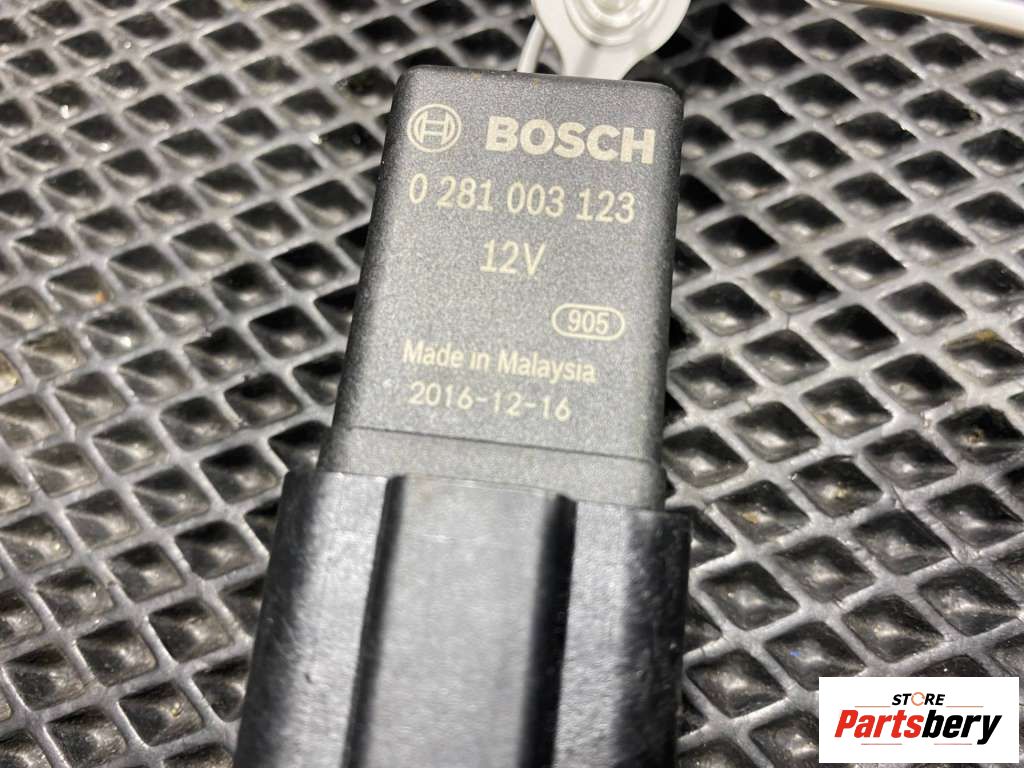 BOSCH
0 281 003 123
12V
905
Made in Malaysia
2016-12-16
STORE
Partsbery